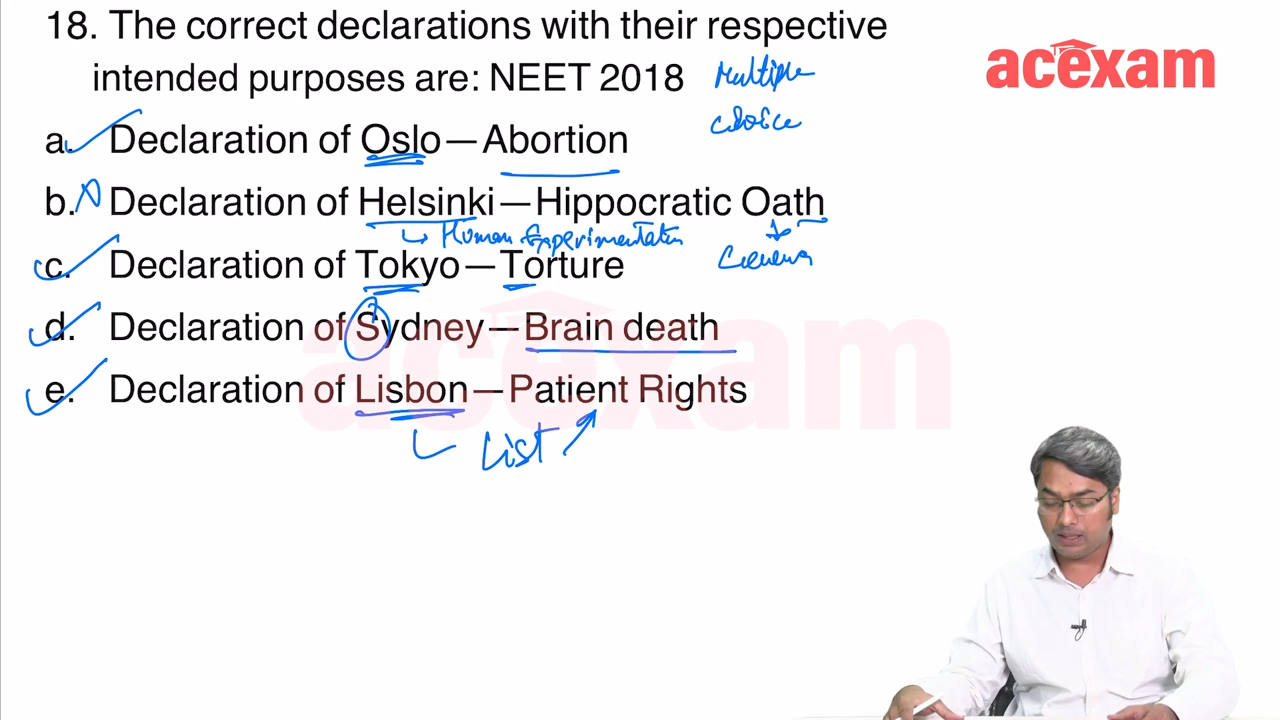 18. The correct declarations with their respective
intended purposes are: NEET 2018
Multiple
choice
acexam
a. Declaration of Oslo—Abortion
b. Declaration of Helsinki—Hippocratic Oath
Human Experimentation
Geneva
c. Declaration of Tokyo—Torture
d. Declaration of Sydney—Brain death
e. Declaration of Lisbon—Patient Rights
List
acexam